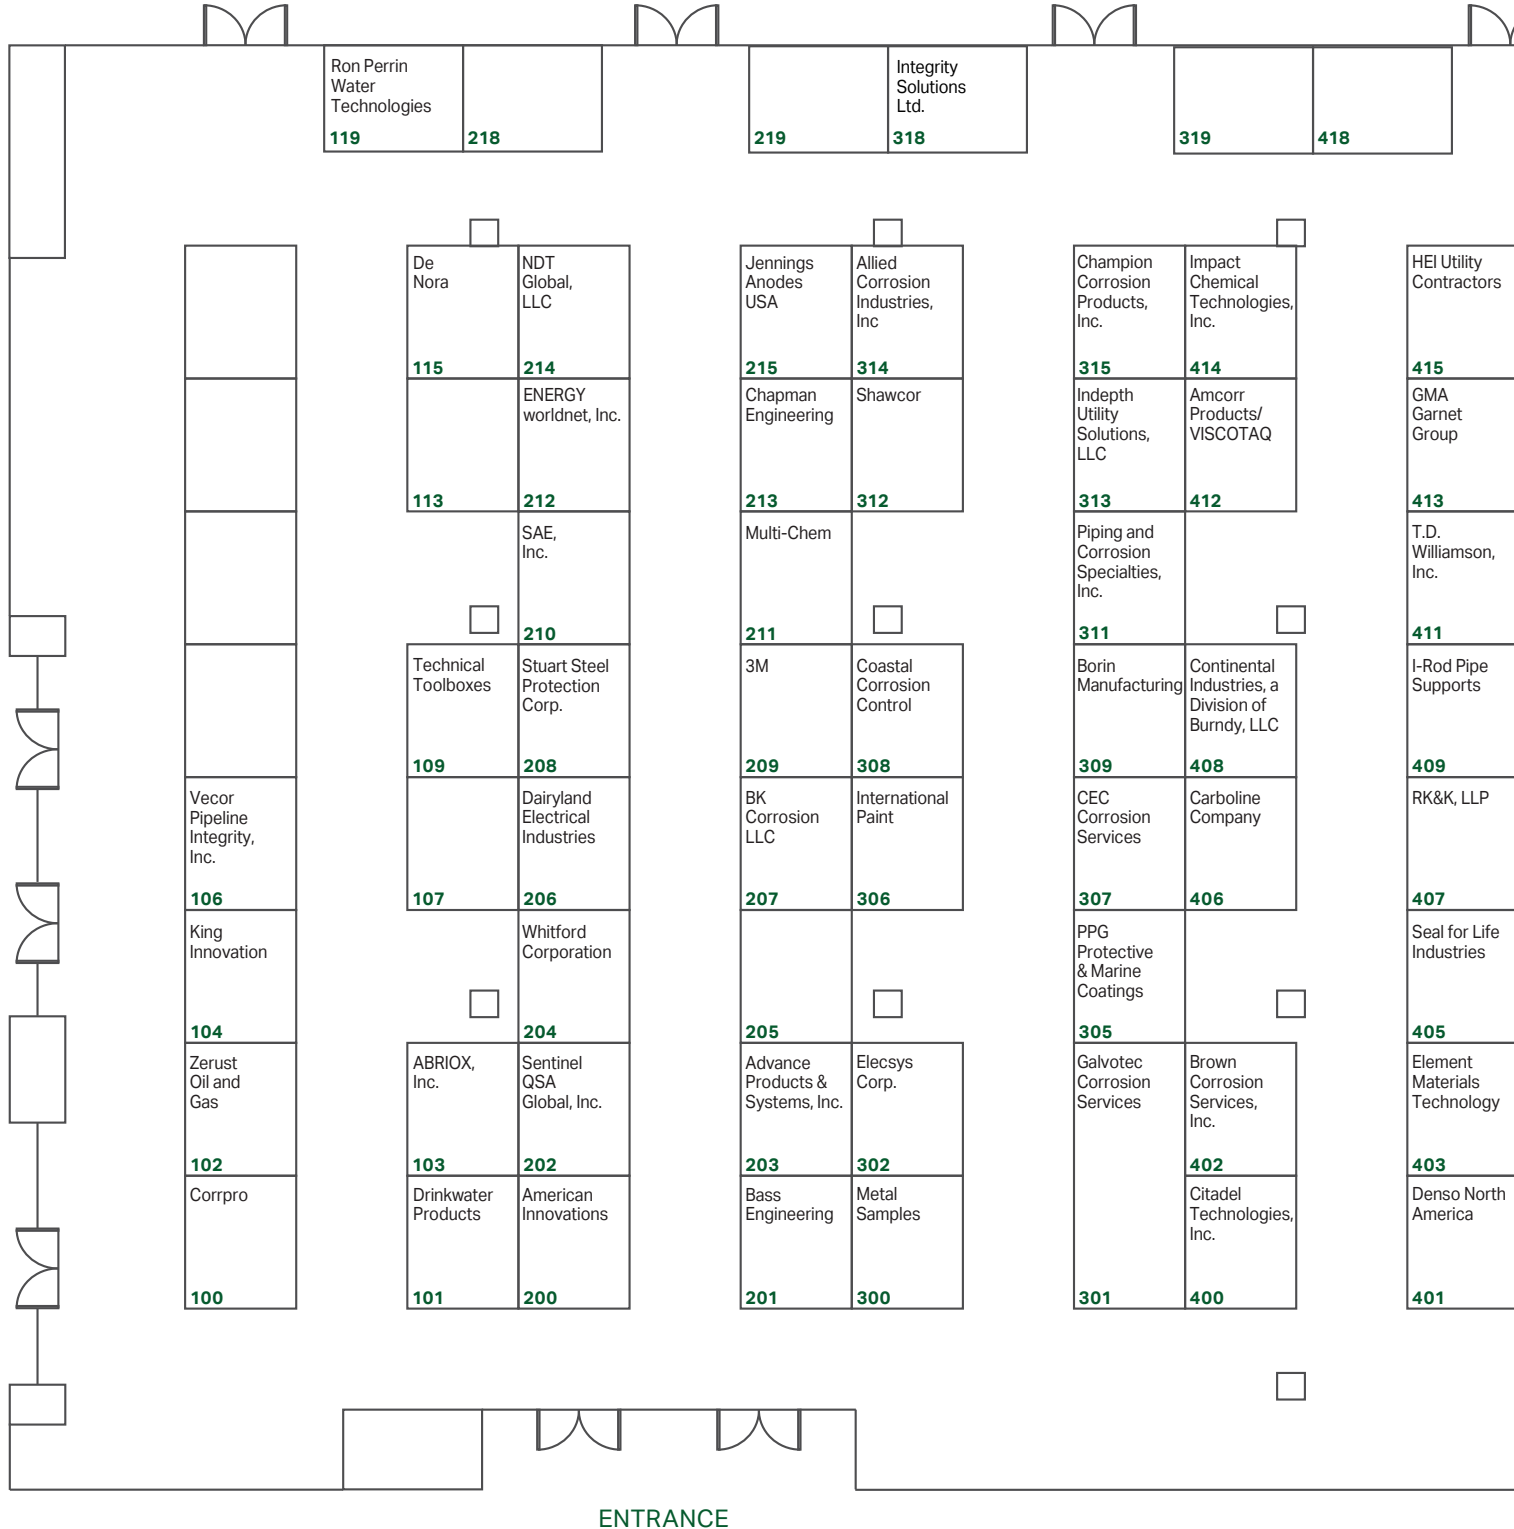 Ron Perrin
Water
Technologies
119
218
219
Integrity
Solutions
Ltd.
318
319
418
De
Nora
115
NDT
Global,
LLC
214
Jennings
Anodes
USA
215
Allied
Corrosion
Industries,
Inc
314
Champion
Corrosion
Products,
Inc.
315
Impact
Chemical
Technologies,
Inc.
414
HEI Utility
Contractors
415
113
ENERGY
worldnet, Inc.
212
Chapman
Engineering
213
Shawcor
312
Indepth
Utility
Solutions,
LLC
313
Amcorr
Products/
VISCOTAQ
412
GMA
Garnet
Group
413
SAE,
Inc.
210
Multi-Chem
211
Piping and
Corrosion
Specialties,
Inc.
311
T.D.
Williamson,
Inc.
411
Technical
Toolboxes
109
Stuart Steel
Protection
Corp.
208
3M
209
Coastal
Corrosion
Control
308
Borin
Manufacturing
309
Continental
Industries, a
Division of
Burndy, LLC
408
I-Rod Pipe
Supports
409
Vecor
Pipeline
Integrity,
Inc.
106
107
Dairyland
Electrical
Industries
206
BK
Corrosion
LLC
207
International
Paint
306
CEC
Corrosion
Services
307
Carboline
Company
406
RK&K, LLP
407
King
Innovation
104
Whitford
Corporation
204
205
PPG
Protective
& Marine
Coatings
305
Seal for Life
Industries
405
Zerust
Oil and
Gas
102
ABRIOX,
Inc.
103
Sentinel
QSA
Global, Inc.
202
Advance
Products &
Systems, Inc.
203
Elecsys
Corp.
302
Galvotec
Corrosion
Services
301
Brown
Corrosion
Services,
Inc.
402
Element
Materials
Technology
403
Corrpro
100
Drinkwater
Products
101
American
Innovations
200
Bass
Engineering
201
Metal
Samples
300
Citadel
Technologies,
Inc.
400
Denso North
America
401
ENTRANCE